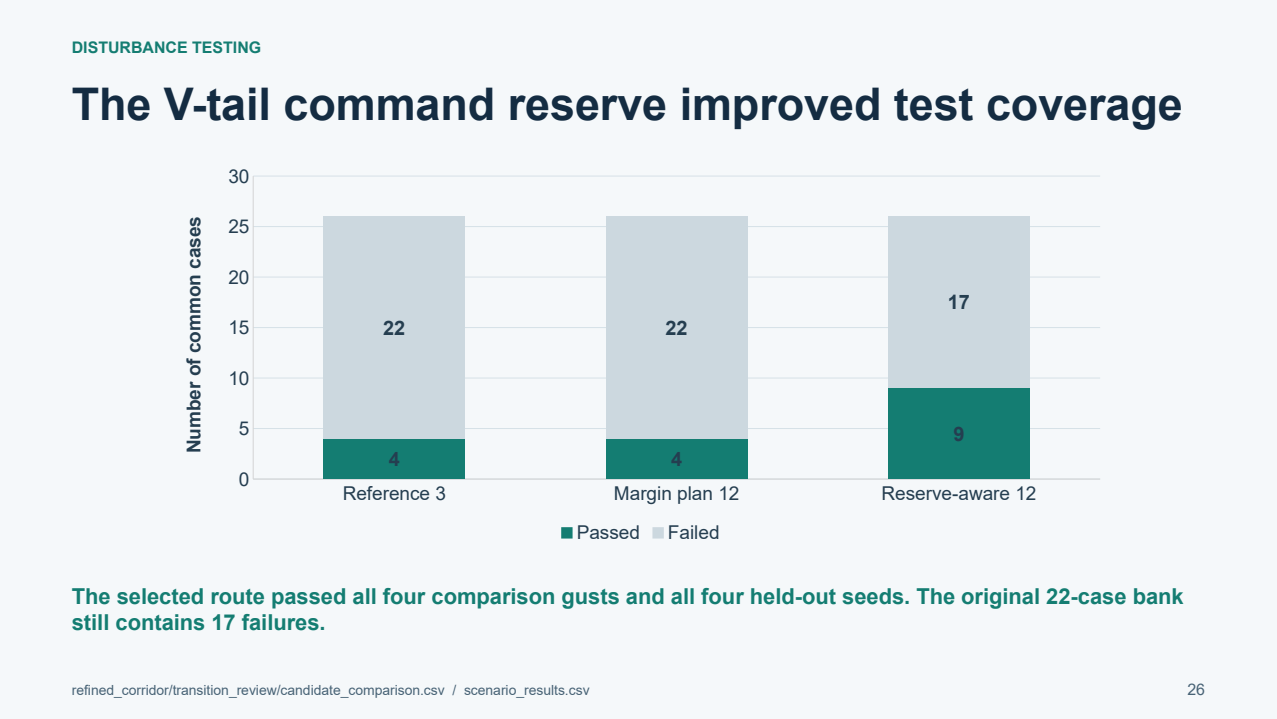 DISTURBANCE TESTING
The V-tail command reserve improved test coverage
Number of common cases
30
25
20
15
10
5
0
22
22
17
4
4
9
Reference 3
Margin plan 12
Reserve-aware 12
Passed
Failed
The selected route passed all four comparison gusts and all four held-out seeds. The original 22-case bank
still contains 17 failures.
refined_corridor/transition_review/candidate_comparison.csv / scenario_results.csv
26